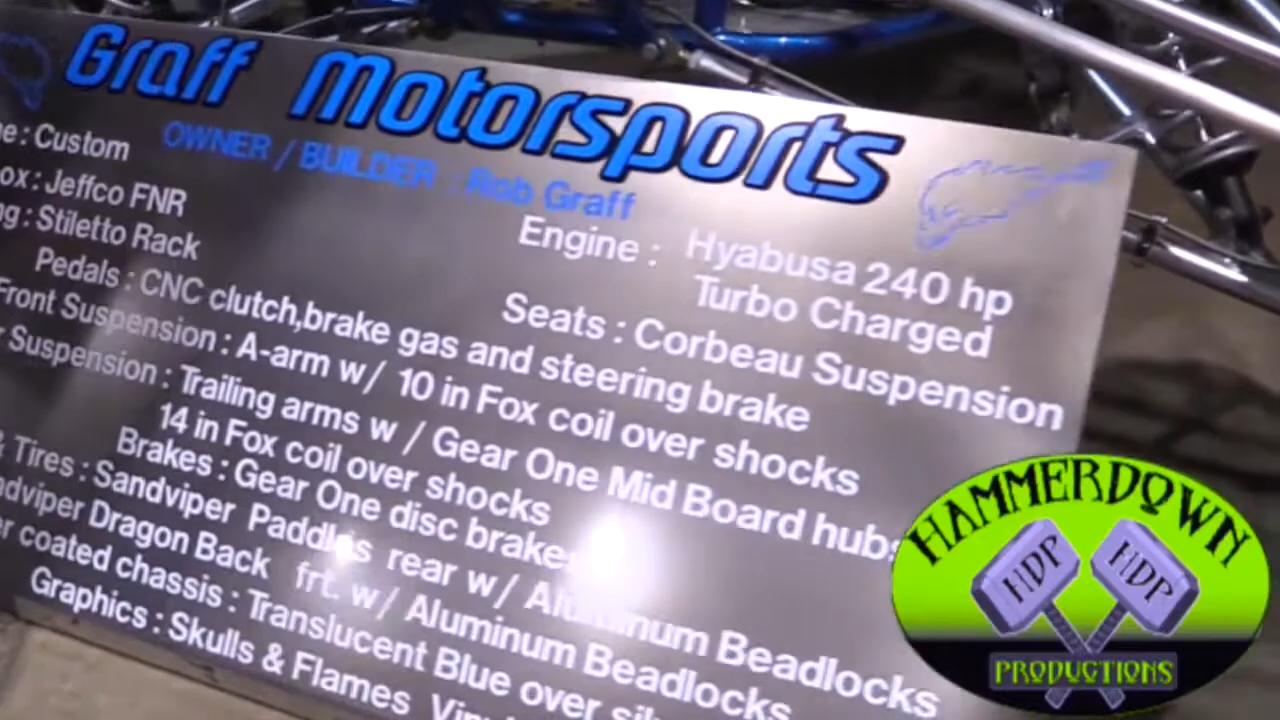 Graff Motorsports
OWNER / BUILDER : Rob Graff
e : Custom
ox : Jeffco FNR
g : Stiletto Rack
Engine : Hyabusa 240 hp
Turbo Charged
Seats : Corbeau Suspension
Pedals : CNC clutch,brake gas and steering brake
Front Suspension : A-arm w/ 10 in Fox coil over shocks
Suspension : Trailing arms w / Gear One Mid Board hubs
14 in Fox coil over shocks
Brakes : Gear One disc brake
& Tires : Sandviper Paddles rear w/ Aluminum Beadlocks
ndviper Dragon Back frt. w/ Aluminum Beadlocks
er coated chassis : Translucent Blue over sil
Graphics : Skulls & Flames Viny
HAMMERDOWN
HDP HDP
PRODUCTIONS